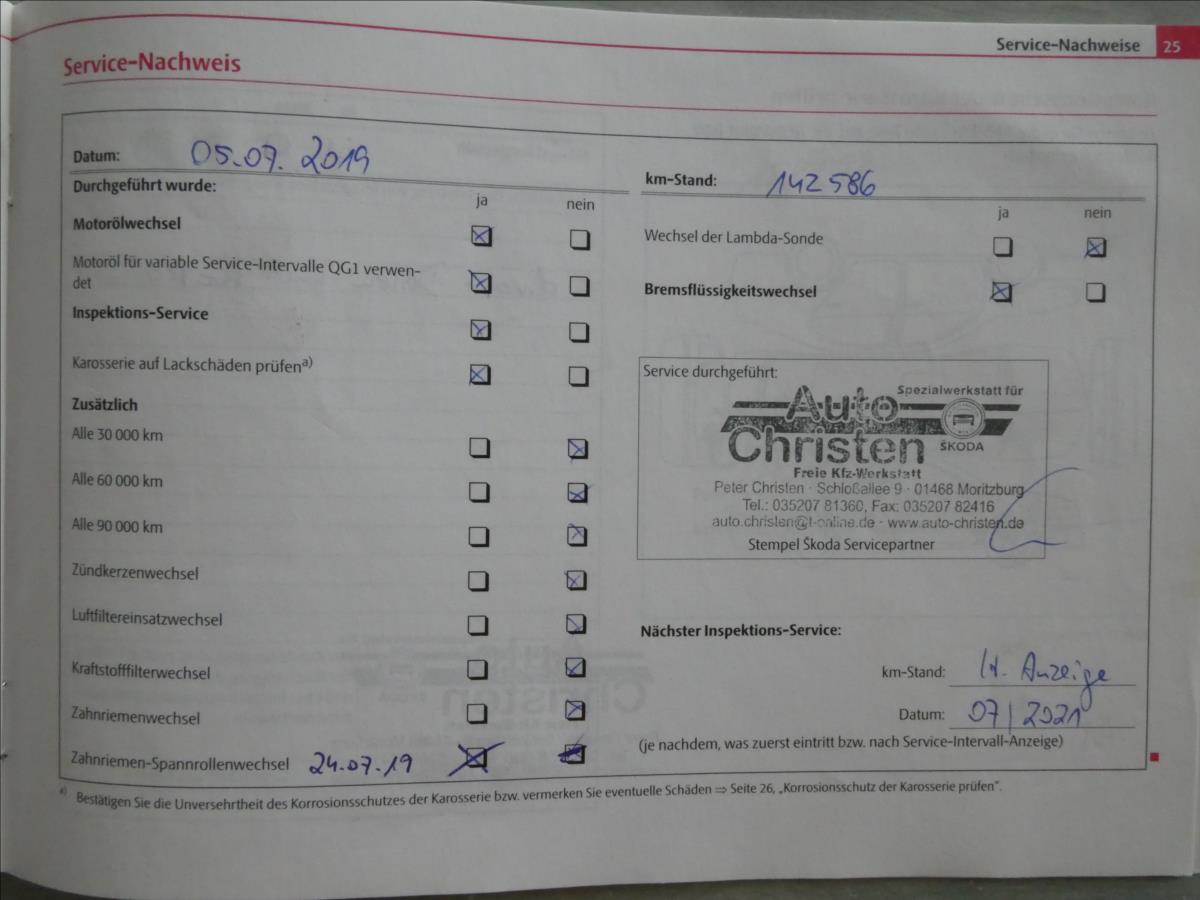 Service-Nachweise 25
Service-Nachweis
Datum: 05.07.2019
Durchgeführt wurde:
ja nein
Motorölwechsel
Motoröl für variable Service-Intervalle QG1 verwen-
det
Inspektions-Service
Karosserie auf Lackschäden prüfena)
Zusätzlich
Alle 30 000 km
Alle 60 000 km
Alle 90 000 km
Zündkerzenwechsel
Luftfiltereinsatzwechsel
Kraftstofffilterwechsel
Zahnriemenwechsel
Zahnriemen-Spannrollenwechsel 24.07.19
km-Stand: 142586
ja nein
Wechsel der Lambda-Sonde
Bremsflüssigkeitswechsel
Service durchgeführt:
Spezialwerkstatt für
Auto
Christen
ŠKODA
Freie Kfz-Werkstatt
Peter Christen · Schloßallee 9 · 01468 Moritzburg
Tel.: 035207 81360, Fax: 035207 82416
auto.christen@t-online.de · www.auto-christen.de
Stempel Škoda Servicepartner
Nächster Inspektions-Service:
km-Stand: lt. Anzeige
Datum: 07/2021
(je nachdem, was zuerst eintritt bzw. nach Service-Intervall-Anzeige)
a) Bestätigen Sie die Unversehrtheit des Korrosionsschutzes der Karosserie bzw. vermerken Sie eventuelle Schäden ⇒ Seite 26, „Korrosionsschutz der Karosserie prüfen“.